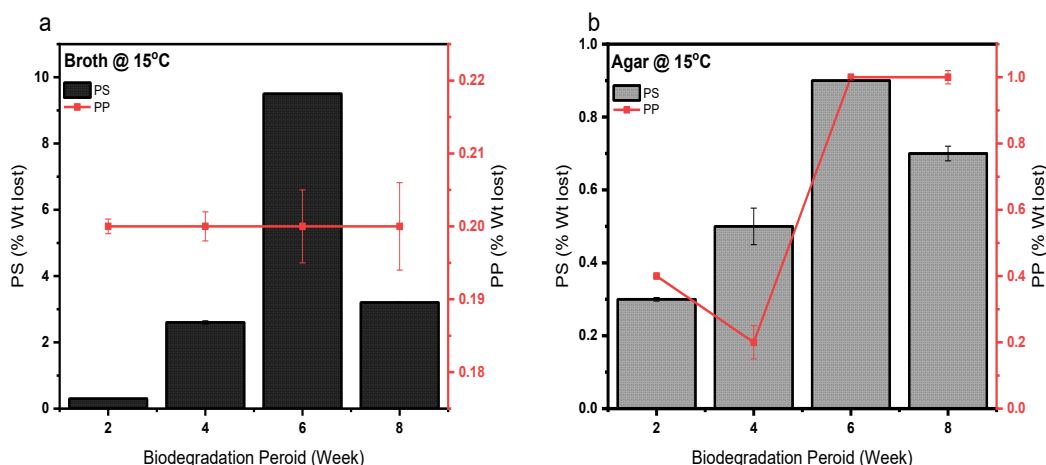 a
Broth @ 15°C
PS
PP
PS (% Wt lost)
10
8
6
4
2
0
0.22
0.21
0.20
0.19
0.18
PP (% Wt lost)
2 4 6 8
Biodegradation Peroid (Week)
b
Agar @ 15°C
PS
PP
PS (% Wt lost)
1.0
0.8
0.6
0.4
0.2
0.0
1.0
0.8
0.6
0.4
0.2
0.0
PP (% Wt lost)
2 4 6 8
Biodegradation Peroid (Week)